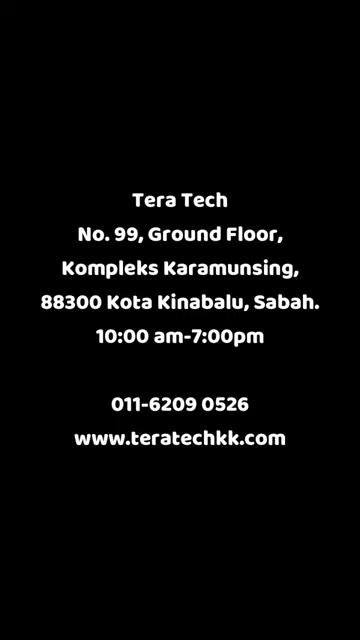 Tera Tech
No. 99, Ground Floor,
Kompleks Karamunsing,
88300 Kota Kinabalu, Sabah.
10:00 am-7:00pm
011-6209 0526
www.teratechkk.com